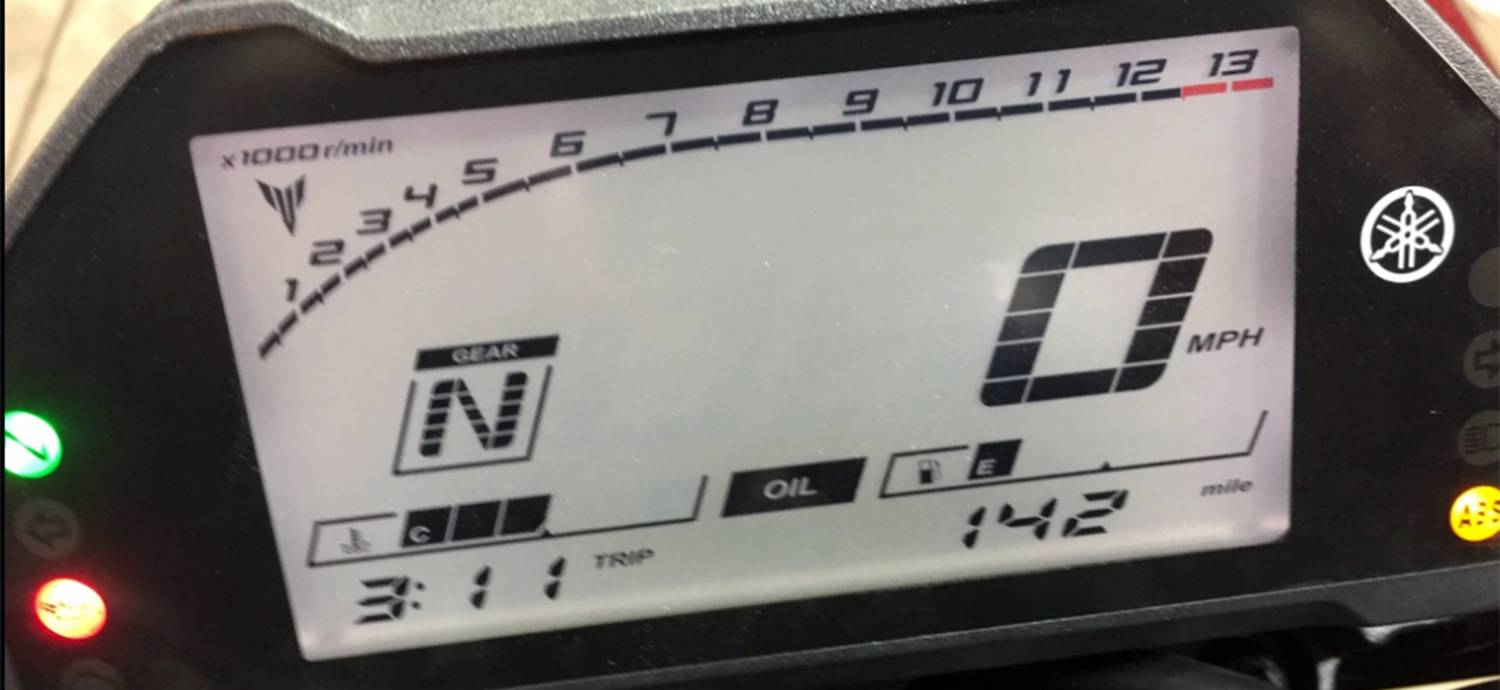 x1000 r/min
1 2 3 4 5 6 7 8 9 10 11 12 13
GEAR
N
0 MPH
C
OIL
E
3:11 TRIP
142 mile
ABS